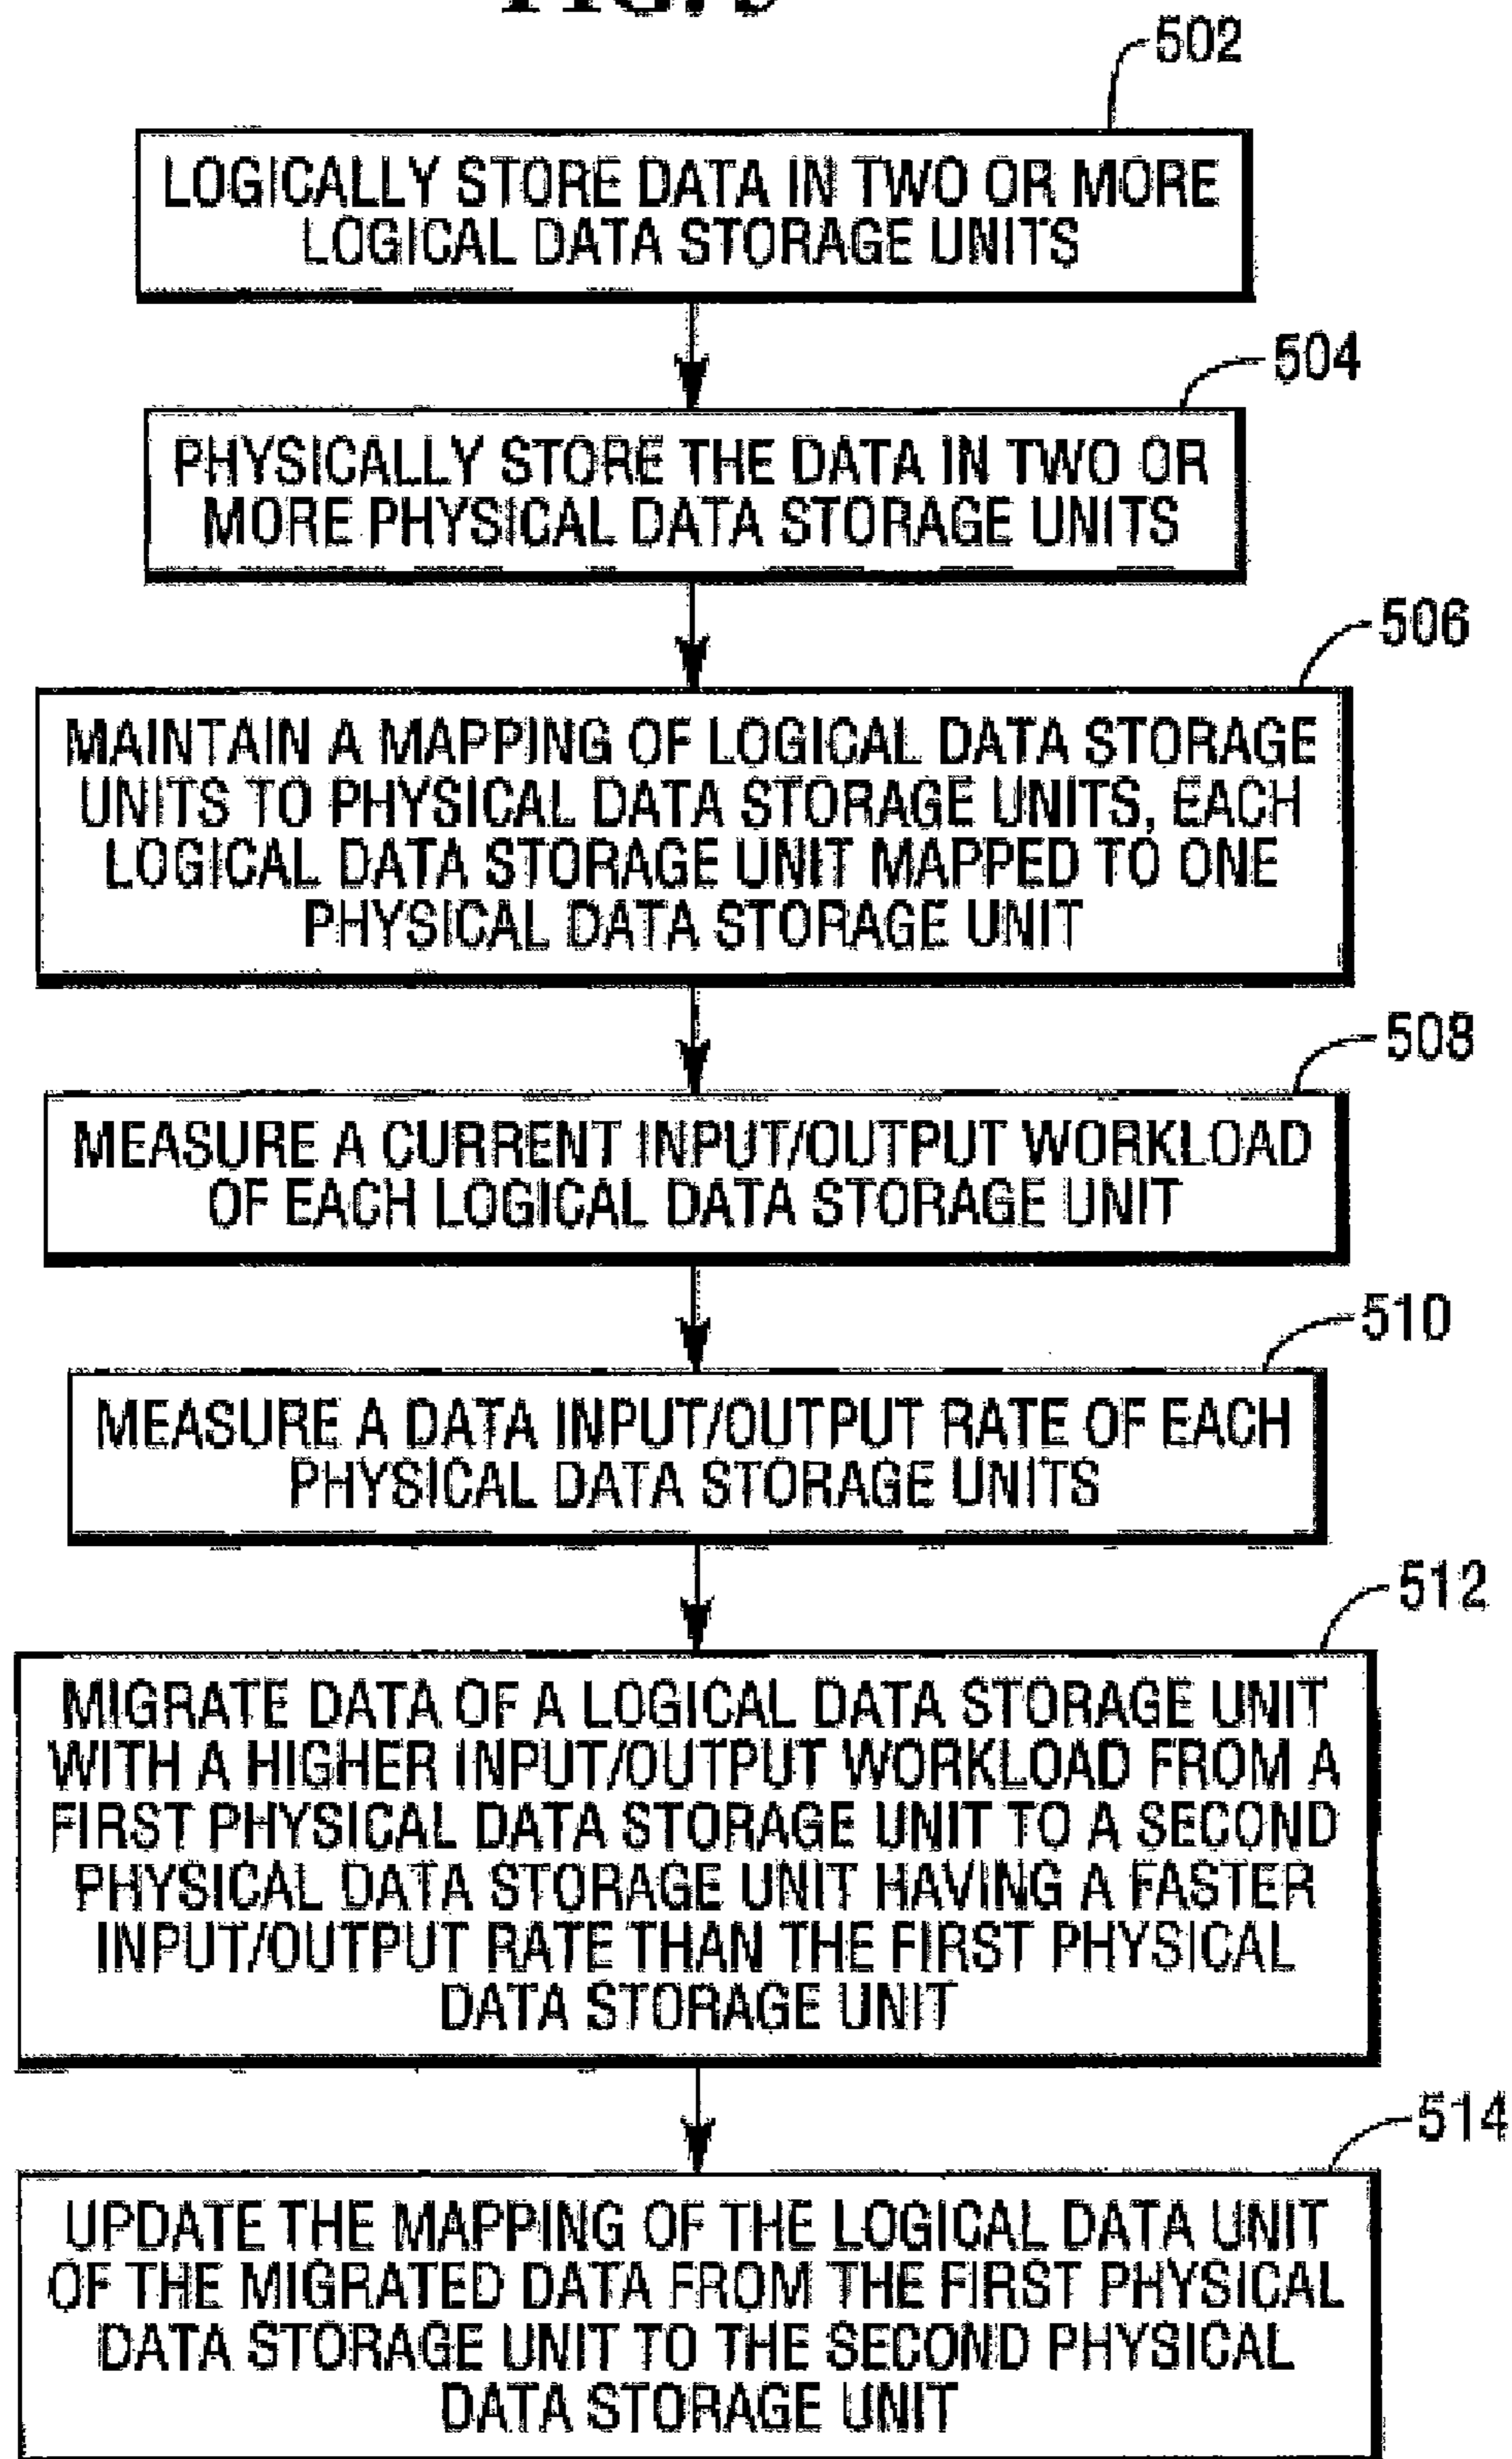 502
LOGICALLY STORE DATA IN TWO OR MORE
LOGICAL DATA STORAGE UNITS
504
PHYSICALLY STORE THE DATA IN TWO OR
MORE PHYSICAL DATA STORAGE UNITS
506
MAINTAIN A MAPPING OF LOGICAL DATA STORAGE
UNITS TO PHYSICAL DATA STORAGE UNITS, EACH
LOGICAL DATA STORAGE UNIT MAPPED TO ONE
PHYSICAL DATA STORAGE UNIT
508
MEASURE A CURRENT INPUT/OUTPUT WORKLOAD
OF EACH LOGICAL DATA STORAGE UNIT
510
MEASURE A DATA INPUT/OUTPUT RATE OF EACH
PHYSICAL DATA STORAGE UNITS
512
MIGRATE DATA OF A LOGICAL DATA STORAGE UNIT
WITH A HIGHER INPUT/OUTPUT WORKLOAD FROM A
FIRST PHYSICAL DATA STORAGE UNIT TO A SECOND
PHYSICAL DATA STORAGE UNIT HAVING A FASTER
INPUT/OUTPUT RATE THAN THE FIRST PHYSICAL
DATA STORAGE UNIT
514
UPDATE THE MAPPING OF THE LOGICAL DATA UNIT
OF THE MIGRATED DATA FROM THE FIRST PHYSICAL
DATA STORAGE UNIT TO THE SECOND PHYSICAL
DATA STORAGE UNIT